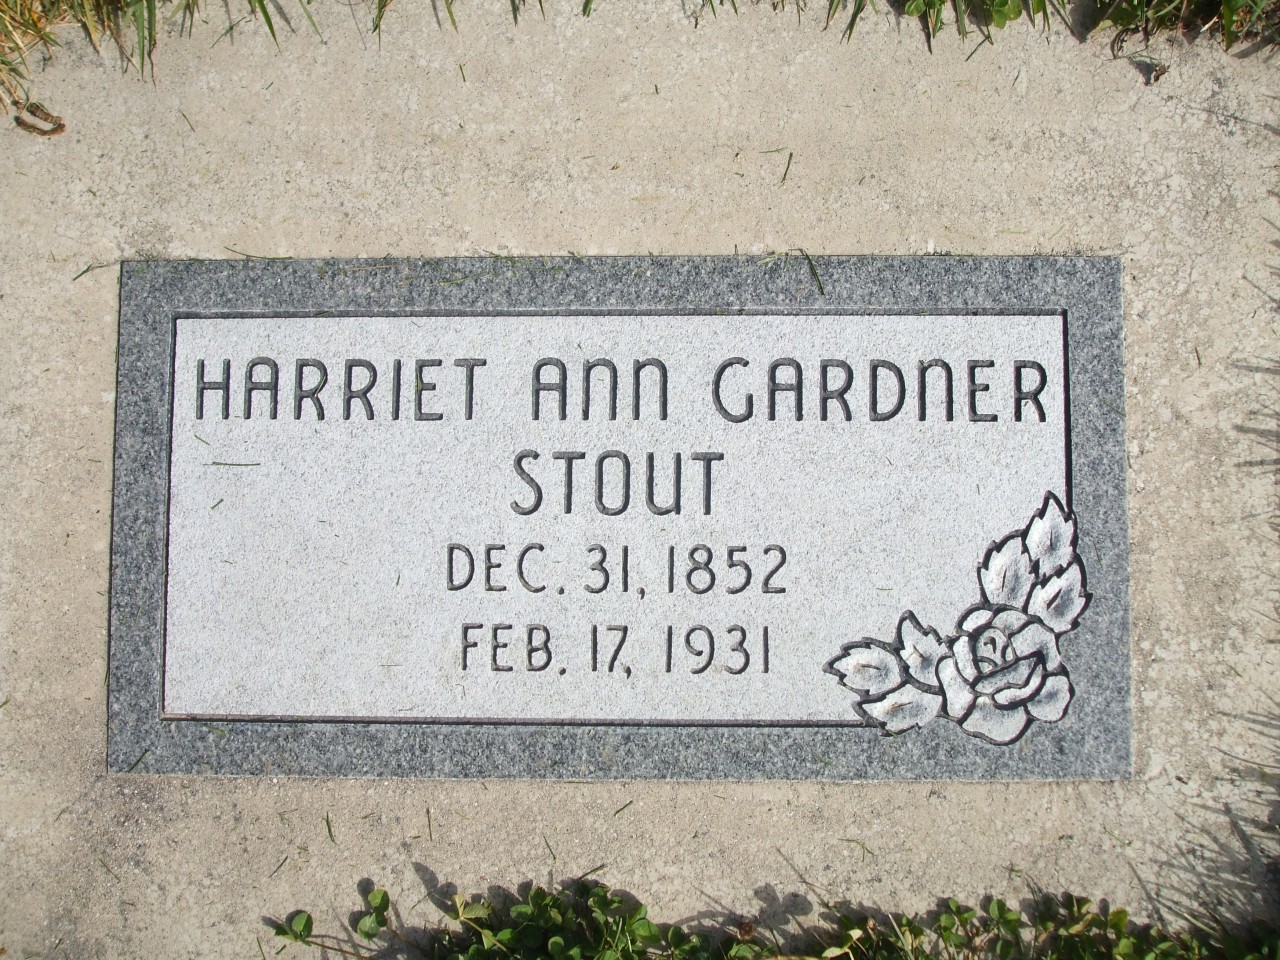 HARRIET ANN GARDNER
STOUT
DEC. 31, 1852
FEB. 17, 1931